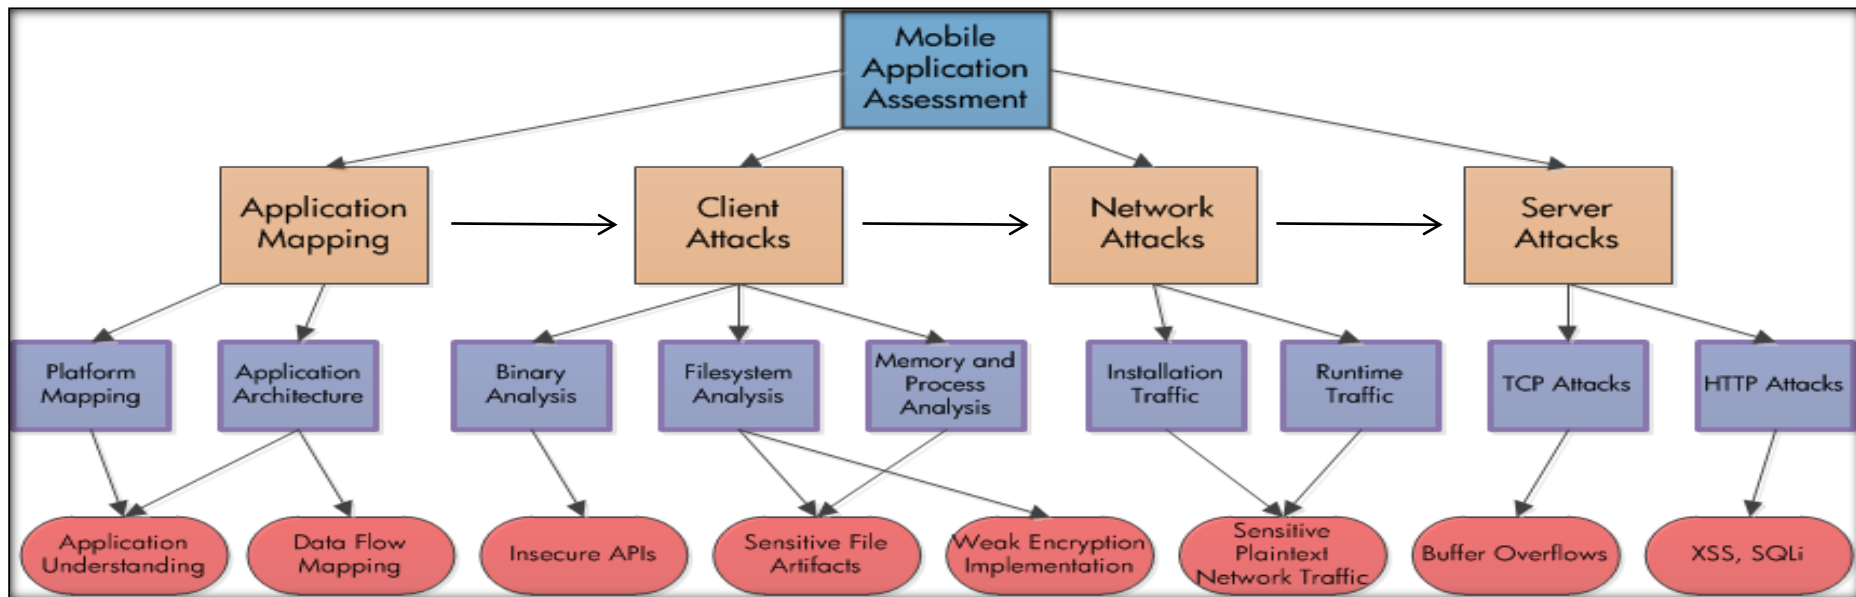 Mobile
Application
Assessment
Application
Mapping
Client
Attacks
Network
Attacks
Server
Attacks
Platform
Mapping
Application
Architecture
Binary
Analysis
Filesystem
Analysis
Memory and
Process
Analysis
Installation
Traffic
Runtime
Traffic
TCP Attacks
HTTP Attacks
Application
Understanding
Data Flow
Mapping
Insecure APIs
Sensitive File
Artifacts
Weak Encryption
Implementation
Sensitive
Plaintext
Network Traffic
Buffer Overflows
XSS, SQLi